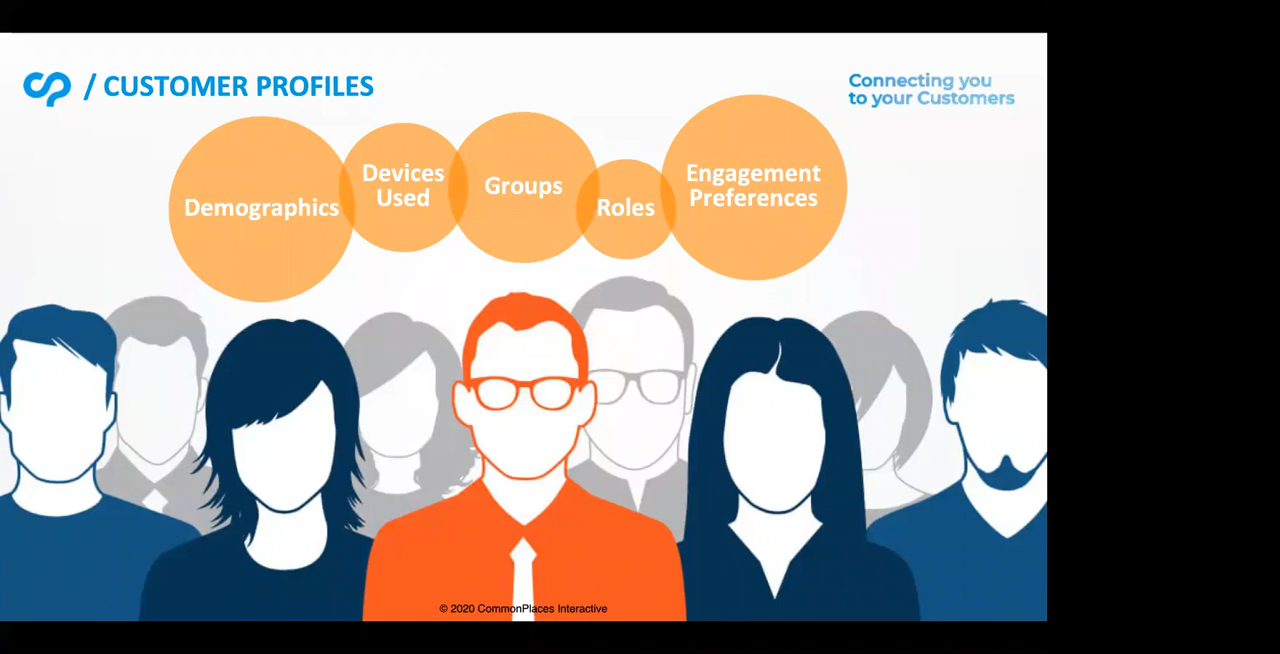 / CUSTOMER PROFILES
Connecting you
to your Customers
Demographics
Devices
Used
Groups
Roles
Engagement
Preferences
© 2020 CommonPlaces Interactive